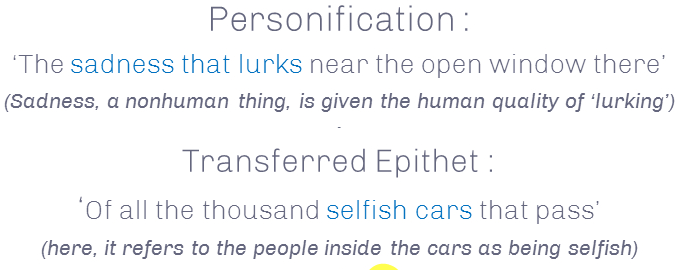 Personification :
‘The sadness that lurks near the open window there’
(Sadness, a nonhuman thing, is given the human quality of ‘lurking’)
.
Transferred Epithet :
‘Of all the thousand selfish cars that pass’
(here, it refers to the people inside the cars as being selfish)